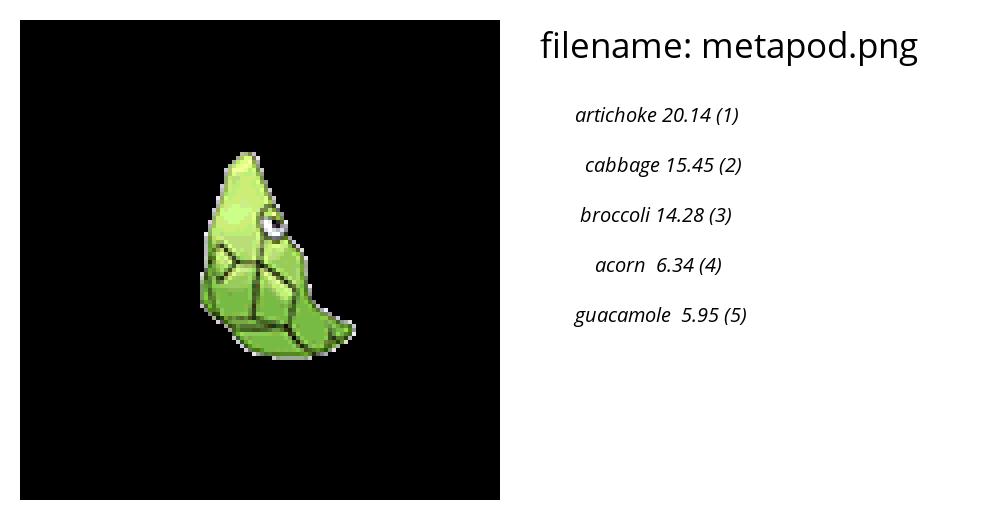 filename: metapod.png
artichoke 20.14 (1)
cabbage 15.45 (2)
broccoli 14.28 (3)
acorn 6.34 (4)
guacamole 5.95 (5)